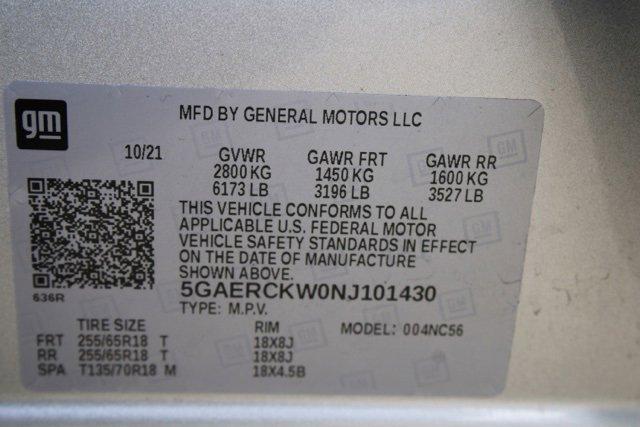 gm
MFD BY GENERAL MOTORS LLC
10/21 GVWR GAWR FRT GAWR RR
2800 KG 1450 KG 1600 KG
6173 LB 3196 LB 3527 LB
THIS VEHICLE CONFORMS TO ALL
APPLICABLE U.S. FEDERAL MOTOR
VEHICLE SAFETY STANDARDS IN EFFECT
ON THE DATE OF MANUFACTURE
SHOWN ABOVE.
636R
5GAERCKW0NJ101430
TYPE: M.P.V.
TIRE SIZE RIM MODEL: 004NC56
FRT 255/65R18 T 18X8J
RR 255/65R18 T 18X8J
SPA T135/70R18 M 18X4.5B